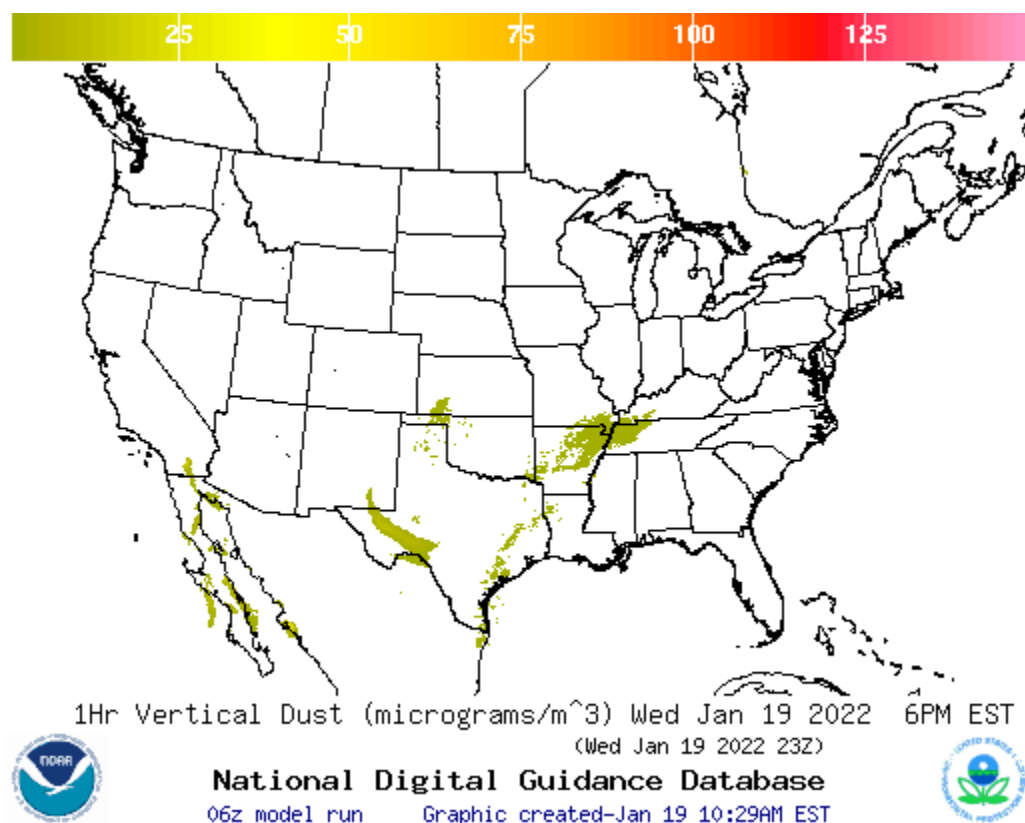 25 50 75 100 125
1Hr Vertical Dust (micrograms/m^3) Wed Jan 19 2022 6PM EST
(Wed Jan 19 2022 23Z)
NOAA
National Digital Guidance Database
06z model run Graphic created-Jan 19 10:29AM EST